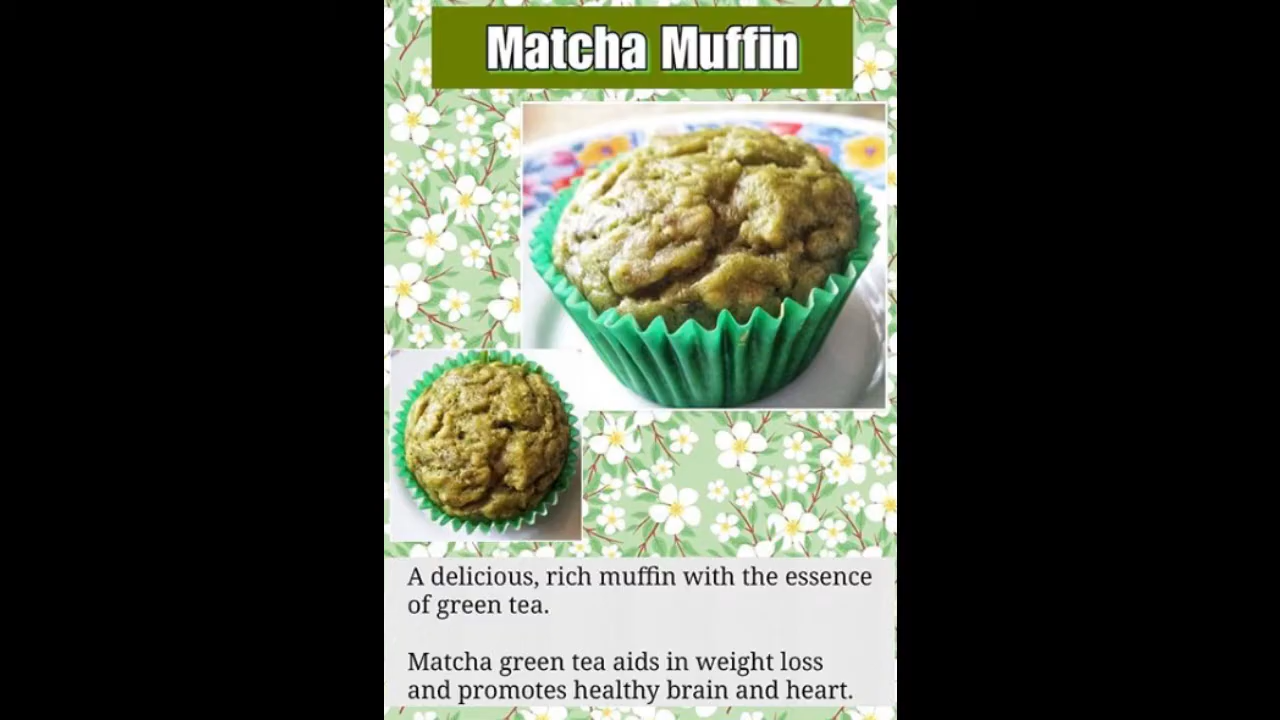 Matcha Muffin
A delicious, rich muffin with the essence
of green tea.
Matcha green tea aids in weight loss
and promotes healthy brain and heart.